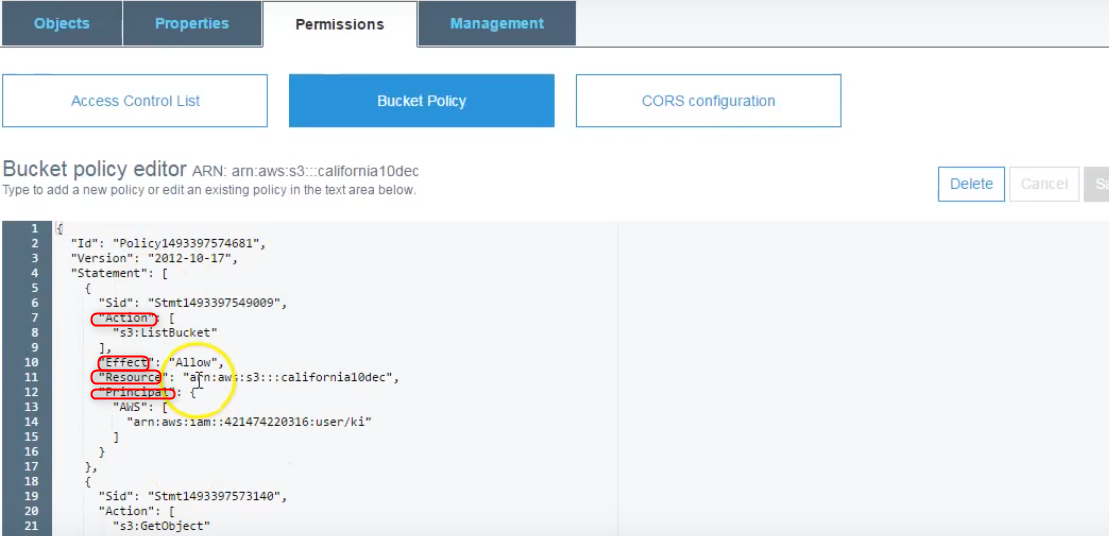 Objects Properties Permissions Management
Access Control List Bucket Policy CORS configuration
Bucket policy editor ARN: arn:aws:s3:::california10dec
Type to add a new policy or edit an existing policy in the text area below.
Delete Cancel Sa
1 {
2 "Id": "Policy1493397574681",
3 "Version": "2012-10-17",
4 "Statement": [
5 {
6 "Sid": "Stmt1493397549009",
7 "Action": [
8 "s3:ListBucket"
9 ],
10 "Effect": "Allow",
11 "Resource": "arn:aws:s3:::california10dec",
12 "Principal": {
13 "AWS": [
14 "arn:aws:iam::421474220316:user/ki"
15 ]
16 }
17 },
18 {
19 "Sid": "Stmt1493397573140",
20 "Action": [
21 "s3:GetObject"